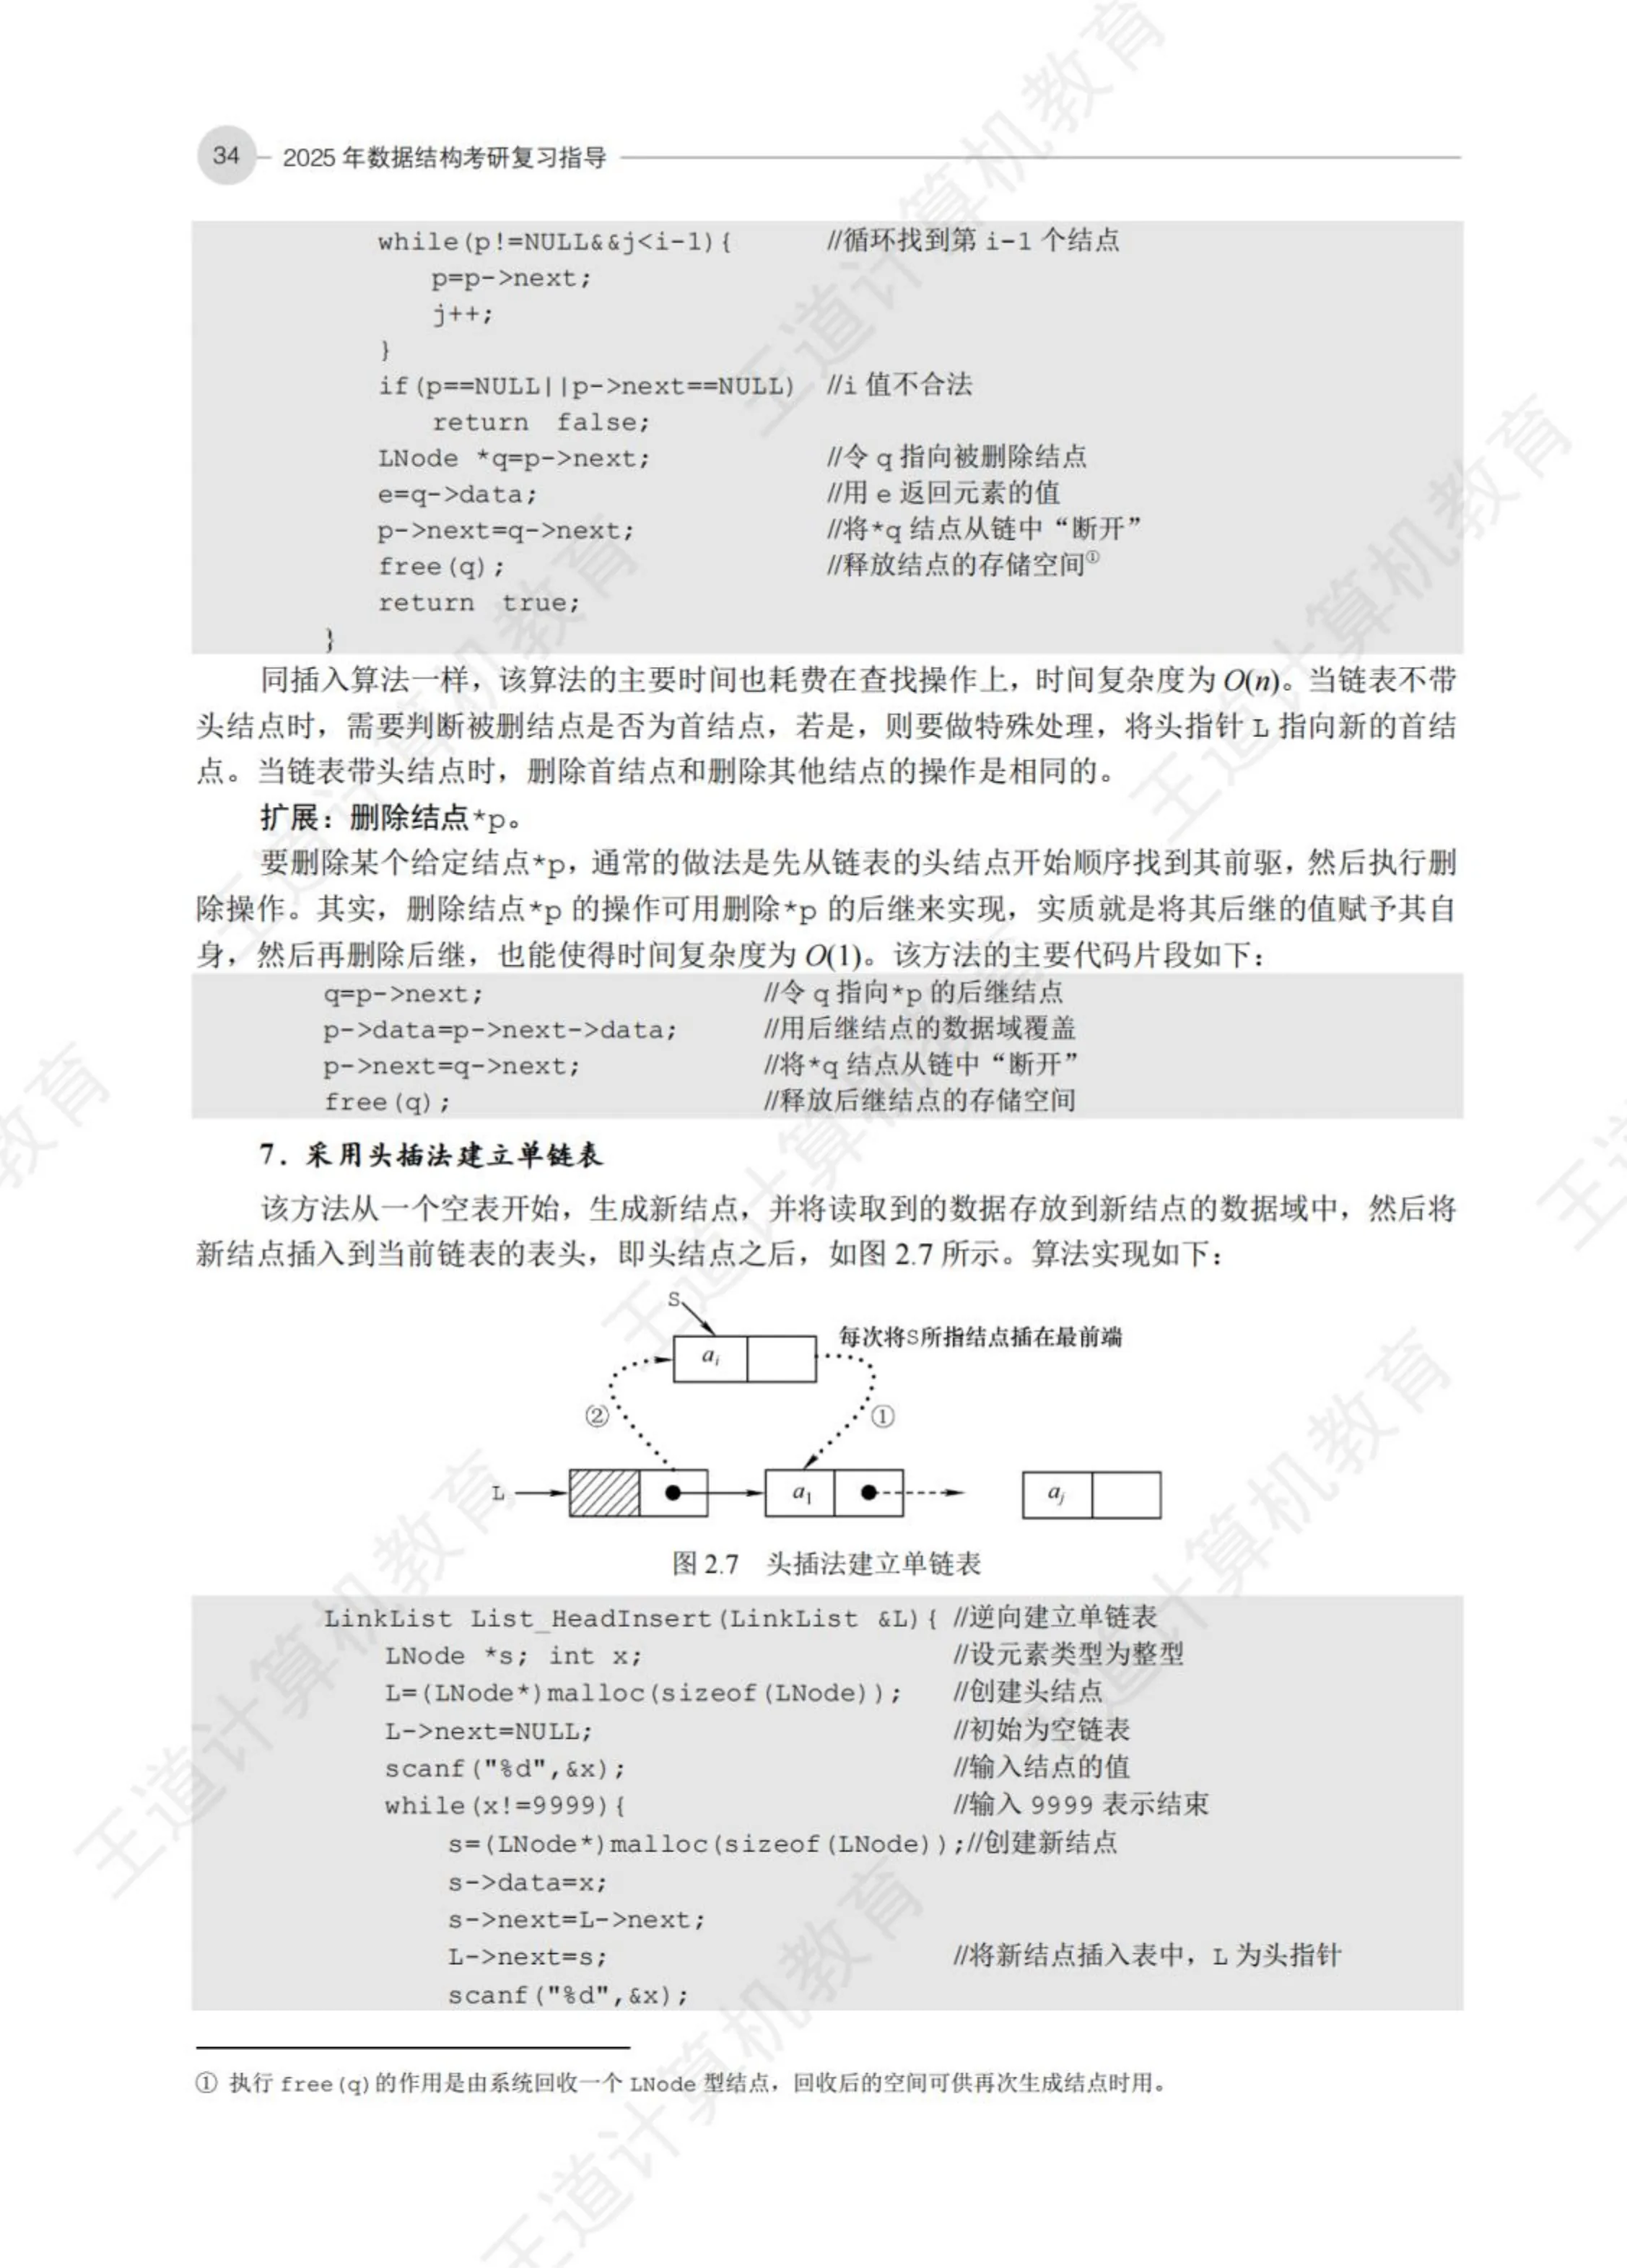 34 2025 年数据结构考研复习指导
while(p!=NULL&&j<i-1){ //循环找到第 i-1 个结点
p=p->next;
j++;
}
if(p==NULL||p->next==NULL) //i 值不合法
return false;
LNode *q=p->next; //令 q 指向被删除结点
e=q->data; //用 e 返回元素的值
p->next=q->next; //将*q 结点从链中“断开”
free(q); //释放结点的存储空间①
return true;
}
同插入算法一样，该算法的主要时间也耗费在查找操作上，时间复杂度为 O(n)。当链表不带
头结点时，需要判断被删结点是否为首结点，若是，则要做特殊处理，将头指针 L 指向新的首结
点。当链表带头结点时，删除首结点和删除其他结点的操作是相同的。
扩展：删除结点*p。
要删除某个给定结点*p，通常的做法是先从链表的头结点开始顺序找到其前驱，然后执行删
除操作。其实，删除结点*p 的操作可用删除*p 的后继来实现，实质就是将其后继的值赋予其自
身，然后再删除后继，也能使得时间复杂度为 O(1)。该方法的主要代码片段如下：
q=p->next; //令 q 指向*p 的后继结点
p->data=p->next->data; //用后继结点的数据域覆盖
p->next=q->next; //将*q 结点从链中“断开”
free(q); //释放后继结点的存储空间
7．采用头插法建立单链表
该方法从一个空表开始，生成新结点，并将读取到的数据存放到新结点的数据域中，然后将
新结点插入到当前链表的表头，即头结点之后，如图 2.7 所示。算法实现如下：
S
每次将S所指结点插在最前端
ai
② ①
L a1 aj
图 2.7 头插法建立单链表
LinkList List_HeadInsert(LinkList &L){ //逆向建立单链表
LNode *s; int x; //设元素类型为整型
L=(LNode*)malloc(sizeof(LNode)); //创建头结点
L->next=NULL; //初始为空链表
scanf("%d",&x); //输入结点的值
while(x!=9999){ //输入 9999 表示结束
s=(LNode*)malloc(sizeof(LNode));//创建新结点
s->data=x;
s->next=L->next;
L->next=s; //将新结点插入表中，L 为头指针
scanf("%d",&x);
① 执行 free(q)的作用是由系统回收一个 LNode 型结点，回收后的空间可供再次生成结点时用。
王道计算机教育